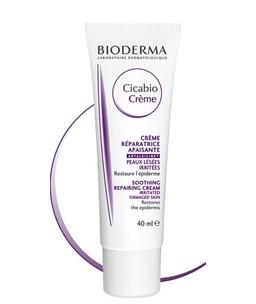 BIODERMA
LABORATOIRE DERMATOLOGIQUE
Cicabio
Crème
CRÈME
RÉPARATRICE
APAISANTE
PEAUX LÉSÉES
IRRITÉES
Restaure l'épiderme
SOOTHING
REPAIRING CREAM
IRRITATED
DAMAGED SKIN
Restores
the epidermis
40 ml e